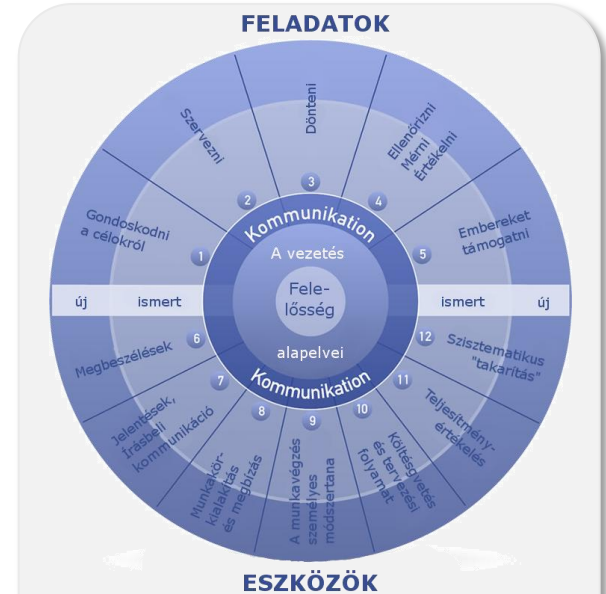 FELADATOK
Gondoskodni
a célokról
1
Szervezni
2
Dönteni
3
Ellenőrizni
Mérni
Értékelni
4
Embereket
támogatni
5
Kommunikation
A vezetés
Fele-
lősség
alapelvei
Kommunikation
új
ismert
ismert
új
6
Megbeszélések
7
Jelentések,
írásbeli
kommunikáció
8
Munkakör-
kialakítás
és megbízás
9
A munkavégzés
személyes
módszertana
10
Költésgvetés
és tervezési
folyamat
11
Teljesítmény-
értékelés
12
Szisztematikus
"takarítás"
ESZKÖZÖK